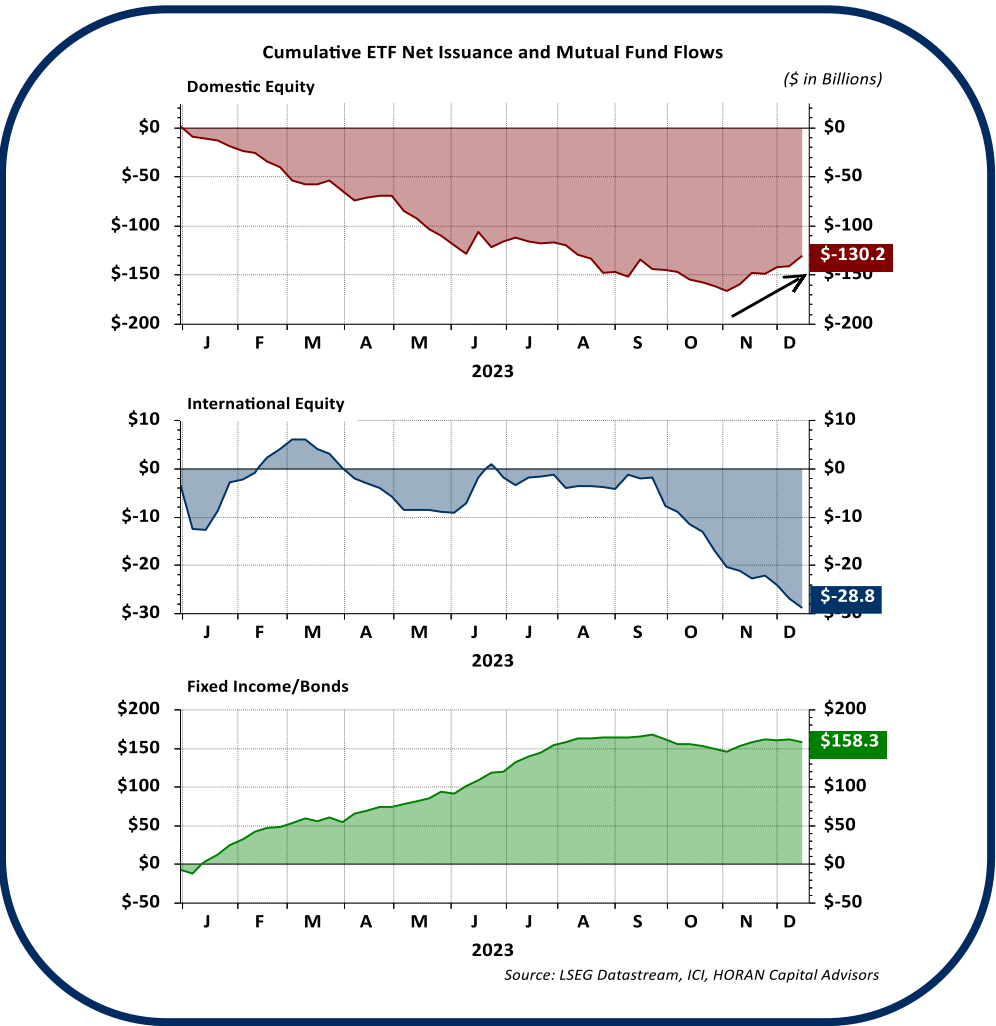 Cumulative ETF Net Issuance and Mutual Fund Flows
($ in Billions)
Domestic Equity
$0 $0
$-50 $-50
$-100 $-100
$-130.2
$-150 $-150
$-200 $-200
J F M A M J J A S O N D
2023
International Equity
$10 $10
$0 $0
$-10 $-10
$-20 $-20
$-28.8
$-30 $-30
J F M A M J J A S O N D
2023
Fixed Income/Bonds
$200 $200
$158.3
$150
$100 $100
$50 $50
$0 $0
$-50 $-50
J F M A M J J A S O N D
2023
Source: LSEG Datastream, ICI, HORAN Capital Advisors